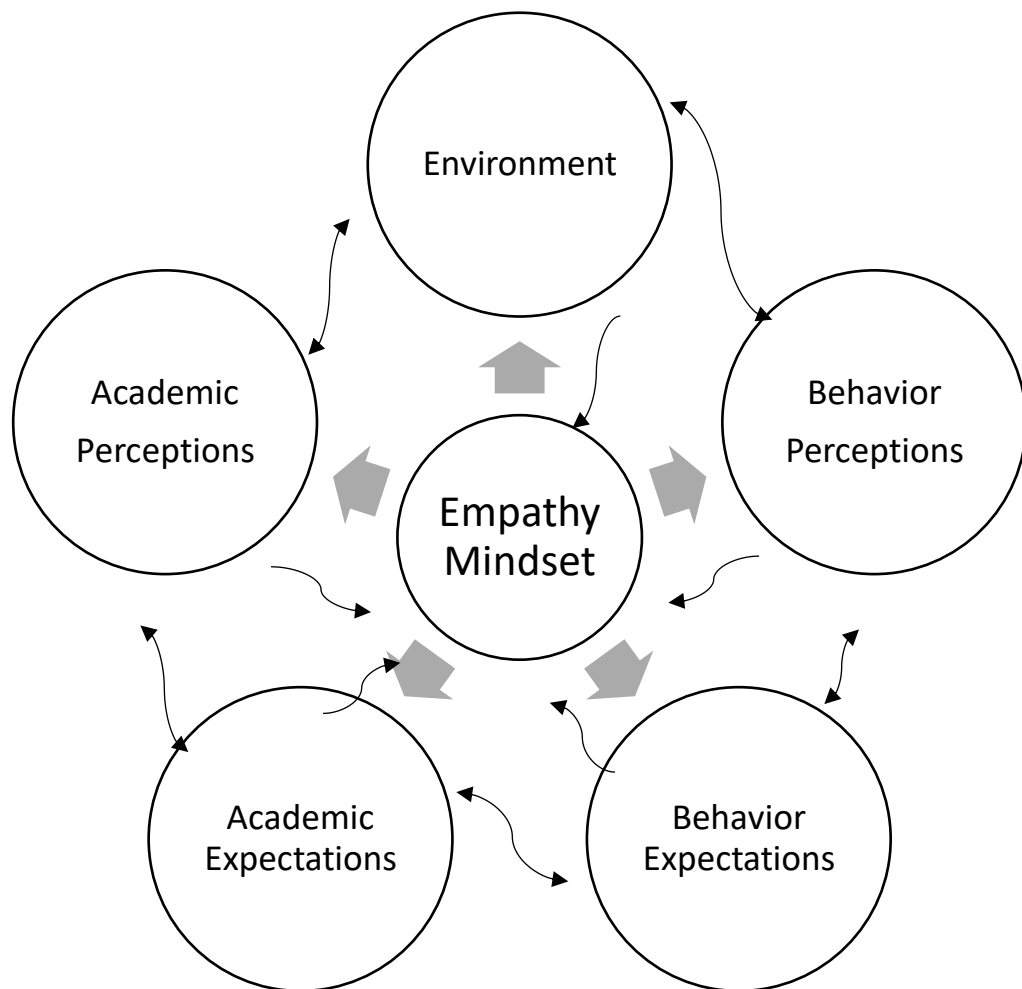 Environment
Academic
Perceptions
Behavior
Perceptions
Empathy
Mindset
Academic
Expectations
Behavior
Expectations